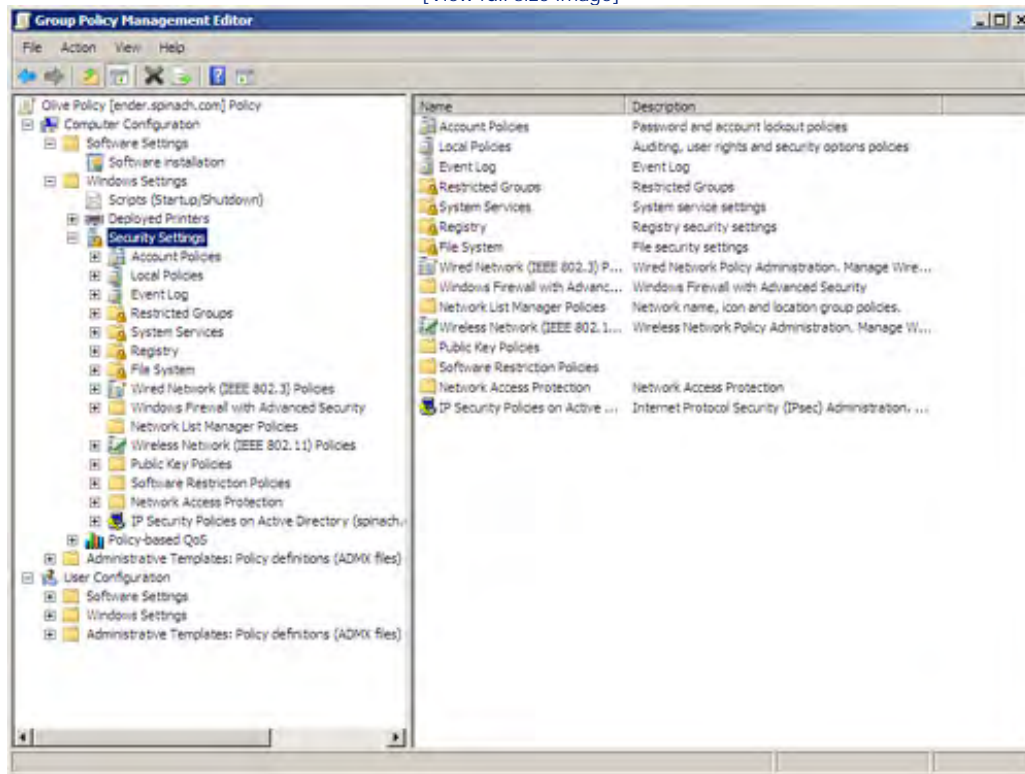 [View full size image]
Group Policy Management Editor
File Action View Help
Olive Policy [ender.spinach.com] Policy
Computer Configuration
Software Settings
Software installation
Windows Settings
Scripts (Startup/Shutdown)
Deployed Printers
Security Settings
Account Policies
Local Policies
Event Log
Restricted Groups
System Services
Registry
File System
Wired Network (IEEE 802.3) Policies
Windows Firewall with Advanced Security
Network List Manager Policies
Wireless Network (IEEE 802.11) Policies
Public Key Policies
Software Restriction Policies
Network Access Protection
IP Security Policies on Active Directory (spinach.
Policy-based QoS
Administrative Templates: Policy definitions (ADMX files)
User Configuration
Software Settings
Windows Settings
Administrative Templates: Policy definitions (ADMX files)
Name Description
Account Policies Password and account lockout policies
Local Policies Auditing, user rights and security options policies
Event Log Event Log
Restricted Groups Restricted Groups
System Services System service settings
Registry Registry security settings
File System File security settings
Wired Network (IEEE 802.3) P... Wired Network Policy Administration. Manage Wire...
Windows Firewall with Advanc... Windows Firewall with Advanced Security
Network List Manager Policies Network name, icon and location group policies.
Wireless Network (IEEE 802.1... Wireless Network Policy Administration. Manage W...
Public Key Policies
Software Restriction Policies
Network Access Protection Network Access Protection
IP Security Policies on Active ... Internet Protocol Security (IPsec) Administration. ...